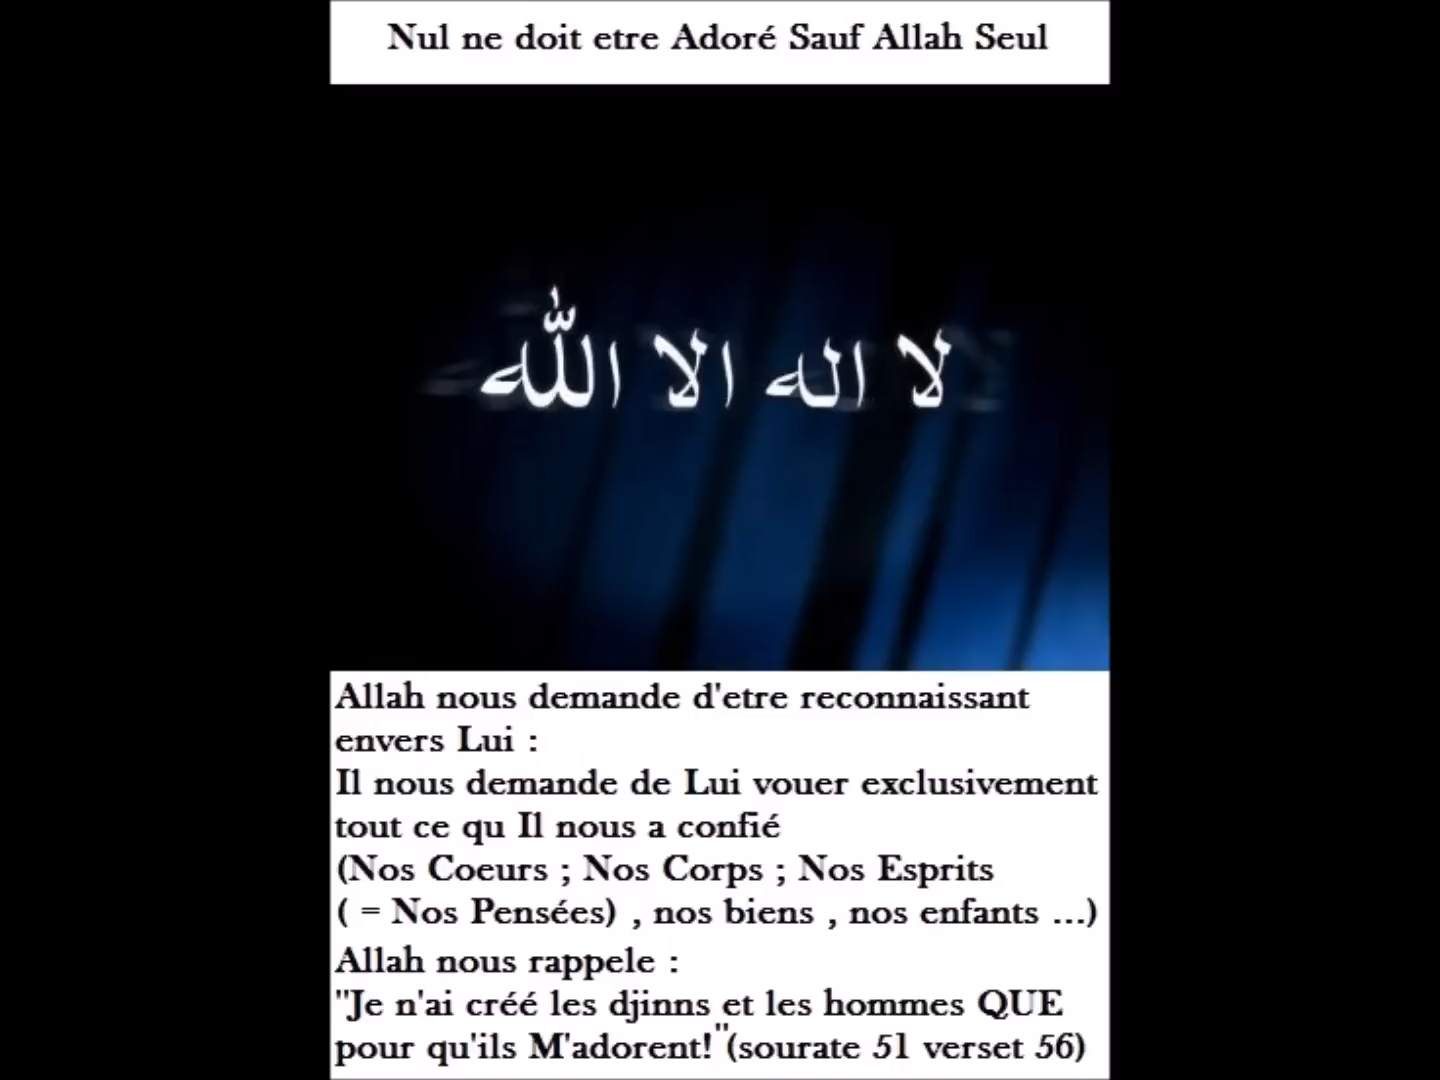 Nul ne doit etre Adoré Sauf Allah Seul
لا اله الا الله
Allah nous demande d'etre reconnaissant
envers Lui :
Il nous demande de Lui vouer exclusivement
tout ce qu Il nous a confié
(Nos Coeurs ; Nos Corps ; Nos Esprits
( = Nos Pensées) , nos biens , nos enfants ...)
Allah nous rappele :
"Je n'ai créé les djinns et les hommes QUE
pour qu'ils M'adorent!"(sourate 51 verset 56)